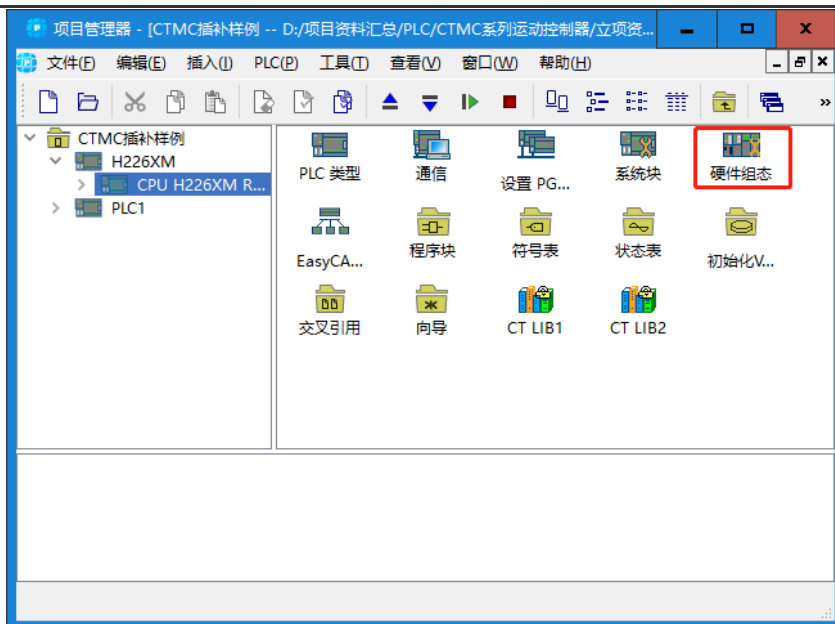 项目管理器 - [CTMC插补样例 -- D:/项目资料汇总/PLC/CTMC系列运动控制器/立项资...
文件(F) 编辑(E) 插入(I) PLC(P) 工具(T) 查看(V) 窗口(W) 帮助(H)
CTMC插补样例
H226XM
CPU H226XM R...
PLC1
PLC 类型 通信 设置 PG... 系统块 硬件组态
EasyCA... 程序块 符号表 状态表 初始化V...
交叉引用 向导 CT LIB1 CT LIB2